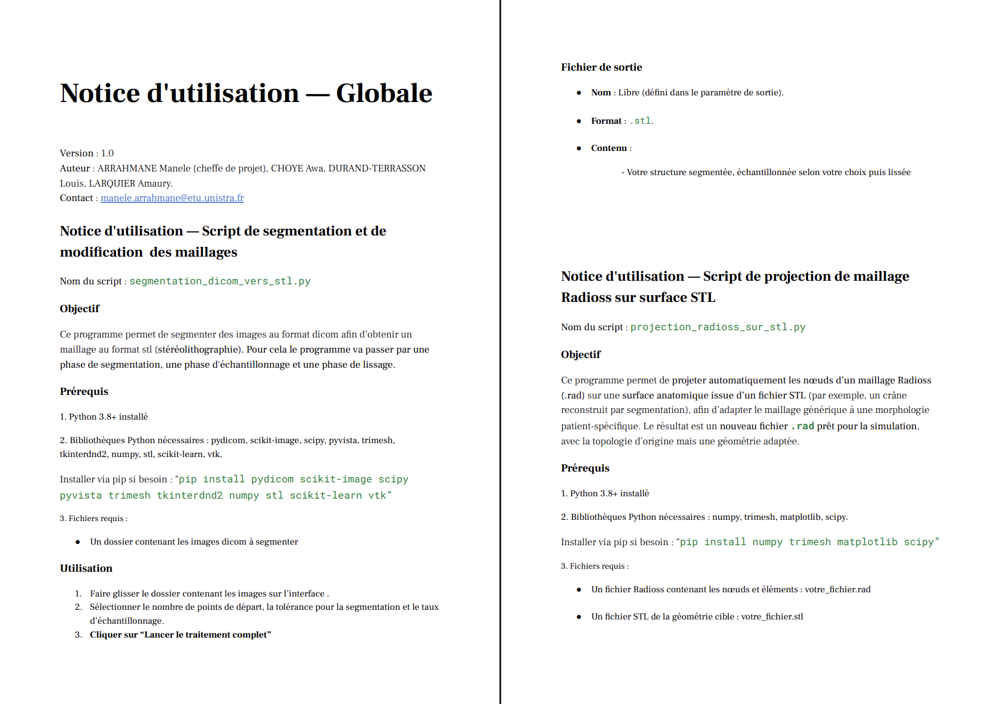 Notice d'utilisation — Globale
Version : 1.0
Auteur : ARRAHMANE Manele (cheffe de projet), CHOYE Awa, DURAND-TERRASSON
Louis, LARQUIER Amaury.
Contact : manele.arrahmane@etu.unistra.fr
Notice d'utilisation — Script de segmentation et de
modification  des maillages
Nom du script : segmentation_dicom_vers_stl.py
Objectif
Ce programme permet de segmenter des images au format dicom afin d’obtenir un
maillage au format stl (stéréolithographie). Pour cela le programme va passer par une
phase de segmentation, une phase d'échantillonnage et une phase de lissage.
Prérequis
1. Python 3.8+ installé
2. Bibliothèques Python nécessaires : pydicom, scikit-image, scipy, pyvista, trimesh,
tkinterdnd2, numpy, stl, scikit-learn, vtk.
Installer via pip si besoin : “pip install pydicom scikit-image scipy
pyvista trimesh tkinterdnd2 numpy stl scikit-learn vtk”
3. Fichiers requis :
● Un dossier contenant les images dicom à segmenter
Utilisation
1. Faire glisser le dossier contenant les images sur l’interface .
2. Sélectionner le nombre de points de départ, la tolérance pour la segmentation et le taux
d’échantillonnage.
3. Cliquer sur “Lancer le traitement complet”
Fichier de sortie
● Nom : Libre (défini dans le paramètre de sortie).
● Format : .stl.
● Contenu :
- Votre structure segmentée, échantillonnée selon votre choix puis lissée
Notice d'utilisation — Script de projection de maillage
Radioss sur surface STL
Nom du script : projection_radioss_sur_stl.py
Objectif
Ce programme permet de projeter automatiquement les nœuds d’un maillage Radioss
(.rad) sur une surface anatomique issue d’un fichier STL (par exemple, un crâne
reconstruit par segmentation), afin d’adapter le maillage générique à une morphologie
patient-spécifique. Le résultat est un nouveau fichier .rad prêt pour la simulation,
avec la topologie d’origine mais une géométrie adaptée.
Prérequis
1. Python 3.8+ installé
2. Bibliothèques Python nécessaires : numpy, trimesh, matplotlib, scipy.
Installer via pip si besoin : “pip install numpy trimesh matplotlib scipy”
3. Fichiers requis :
● Un fichier Radioss contenant les nœuds et éléments : votre_fichier.rad
● Un fichier STL de la géométrie cible : votre_fichier.stl